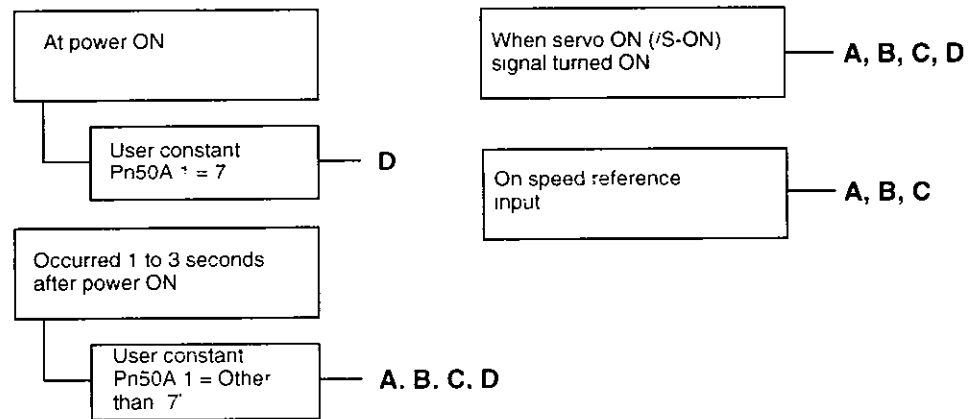 At power ON
User constant
Pn50A 1 = 7
D
Occurred 1 to 3 seconds
after power ON
User constant
Pn50A 1 = Other
than 7
A. B. C. D
When servo ON (/S-ON)
signal turned ON
A, B, C, D
On speed reference
input
A, B, C